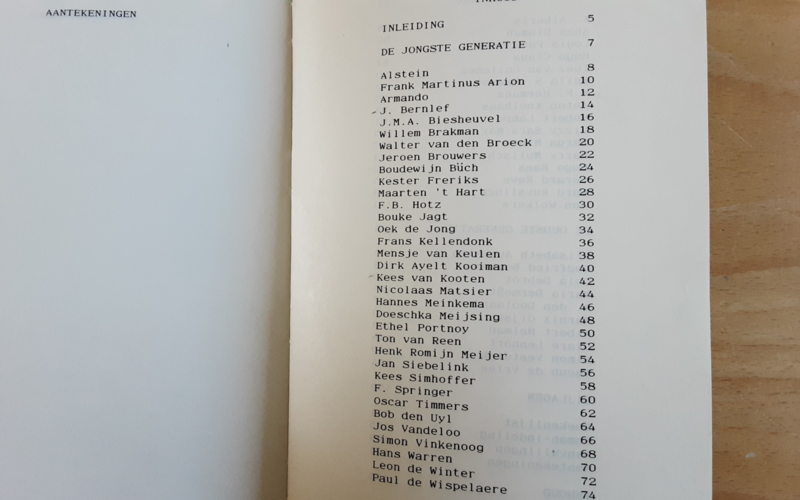 AANTEKENINGEN
INLEIDING 5
DE JONGSTE GENERATIE 7
Alstein 8
Frank Martinus Arion 10
Armando 12
J. Bernlef 14
J.M.A. Biesheuvel 16
Willem Brakman 18
Walter van den Broeck 20
Jeroen Brouwers 22
Boudewijn Büch 24
Kester Freriks 26
Maarten 't Hart 28
F.B. Hotz 30
Bouke Jagt 32
Oek de Jong 34
Frans Kellendonk 36
Mensje van Keulen 38
Dirk Ayelt Kooiman 40
Kees van Kooten 42
Nicolaas Matsier 44
Hannes Meinkema 46
Doeschka Meijsing 48
Ethel Portnoy 50
Ton van Reen 52
Henk Romijn Meijer 54
Jan Siebelink 56
Kees Simhoffer 58
F. Springer 60
Oscar Timmers 62
Bob den Uyl 64
Jos Vandeloo 66
Simon Vinkenoog 68
Hans Warren 70
Leon de Winter 72
Paul de Wispelaere 74